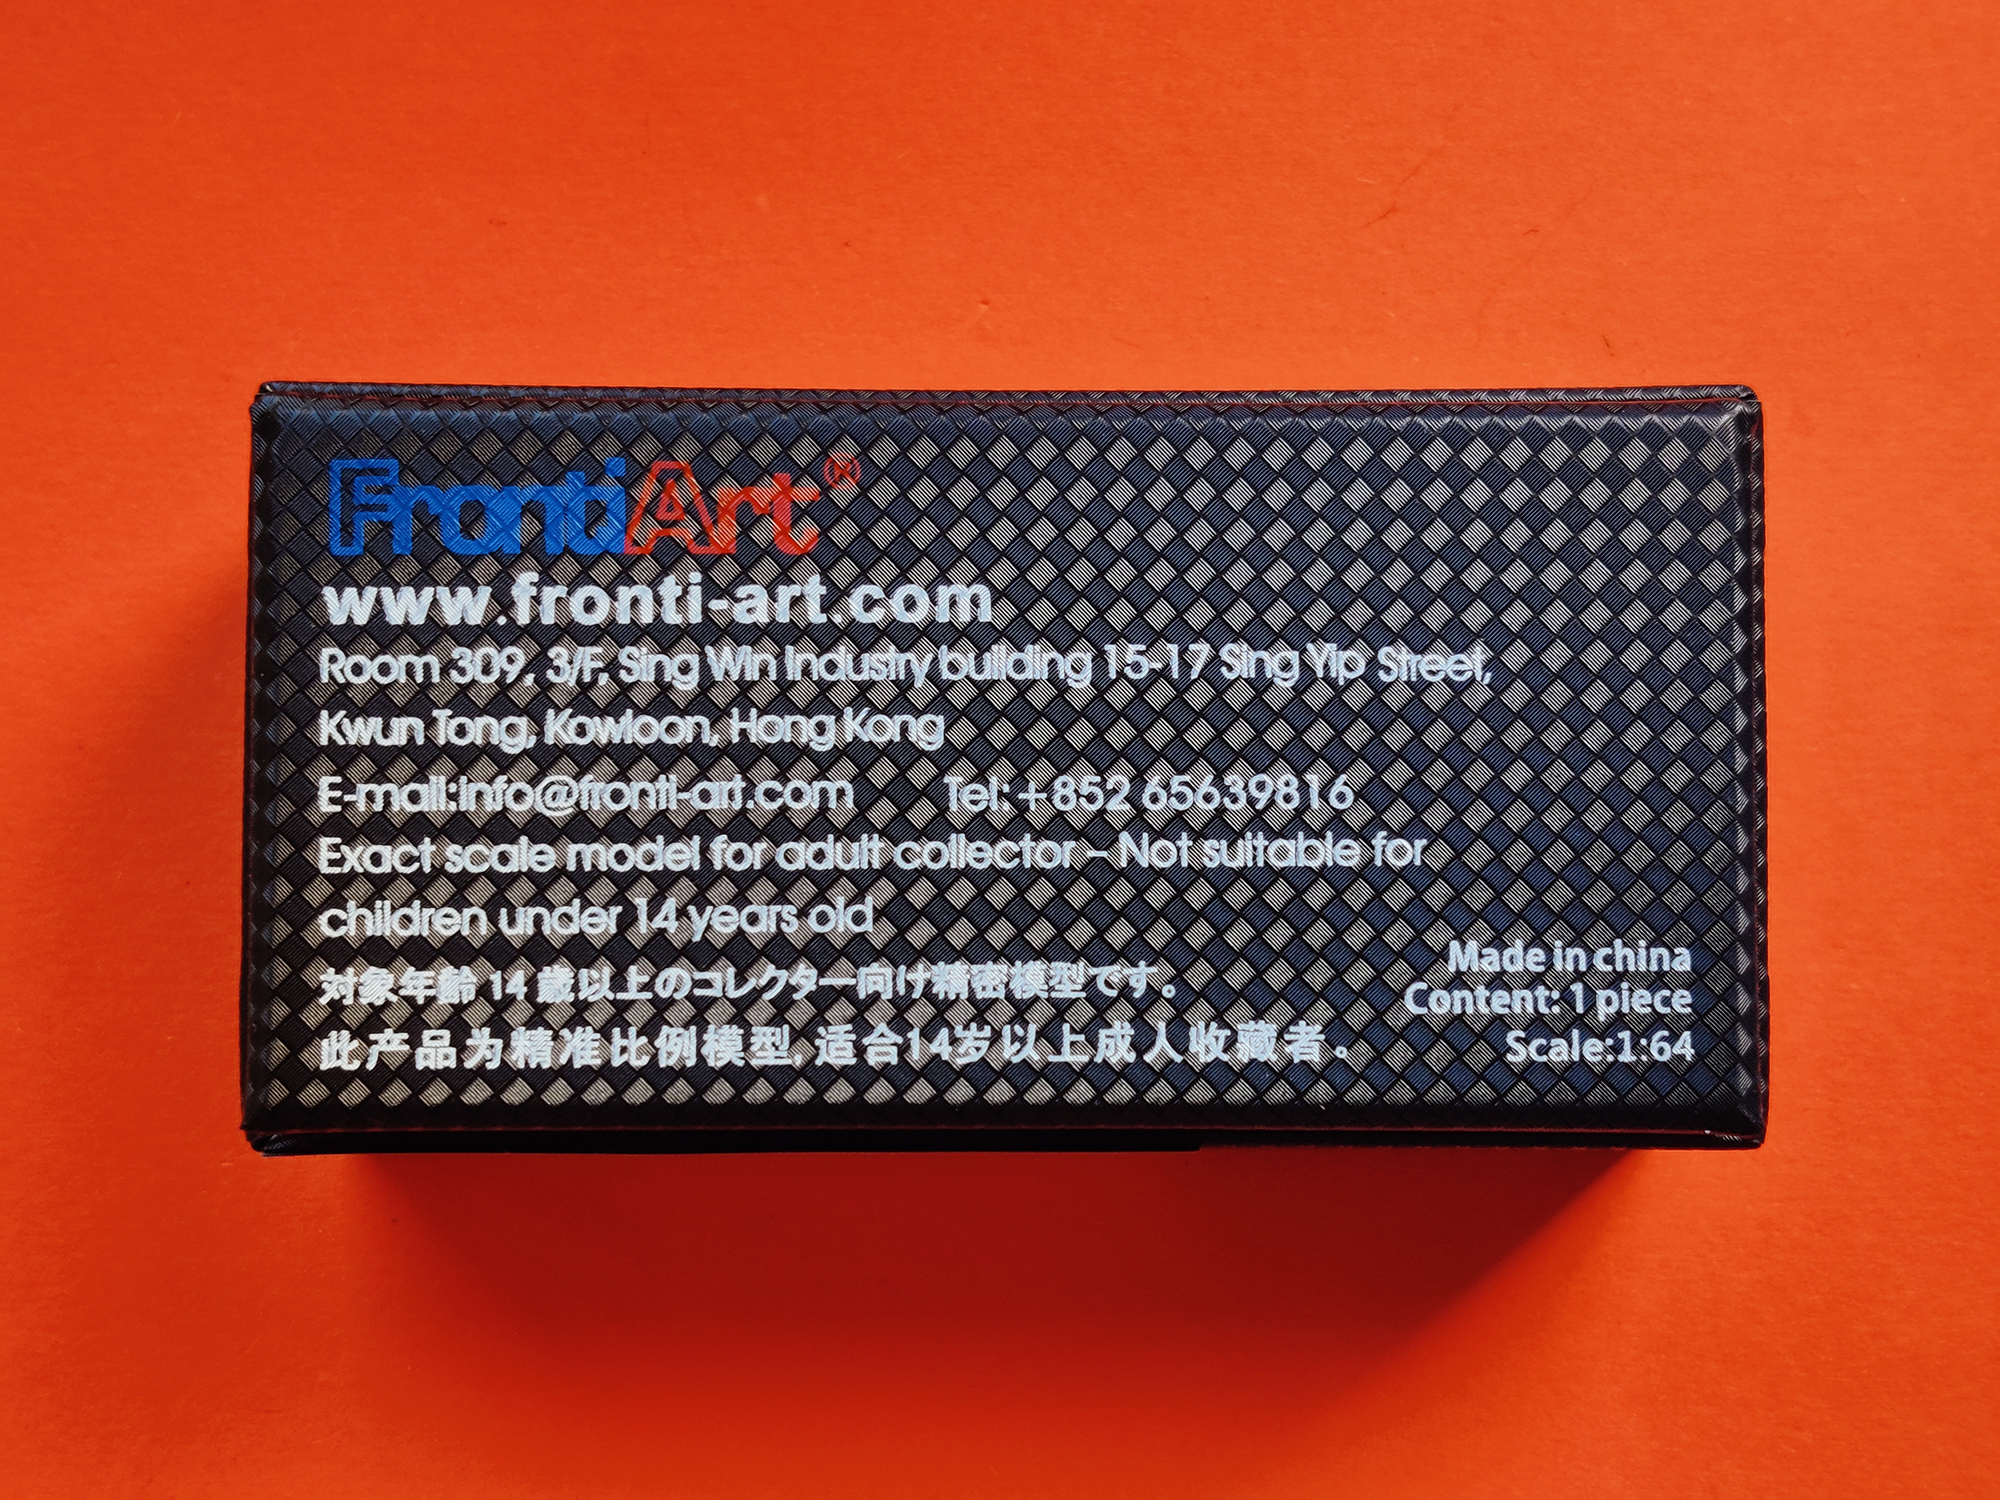 FrontiArt®
www.fronti-art.com
Room 309, 3/F, Sing Win Industry building 15-17 Sing Yip Street,
Kwun Tong, Kowloon, Hong Kong
E-mail:info@fronti-art.com Tel:+852 65639816
Exact scale model for adult collector – Not suitable for
children under 14 years old
対象年齢 14 歳以上のコレクター向け精密模型です。
此产品为精准比例模型, 适合14岁以上成人收藏者。
Made in china
Content: 1 piece
Scale:1:64